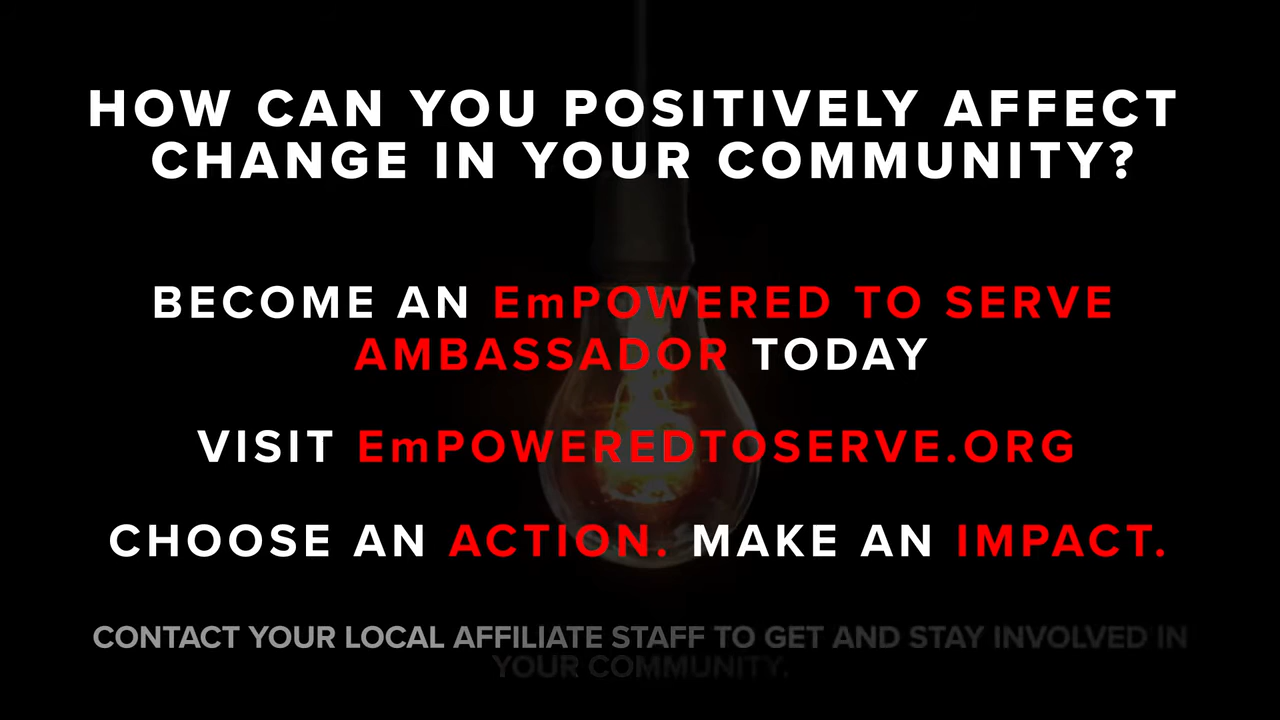 HOW CAN YOU POSITIVELY AFFECT
CHANGE IN YOUR COMMUNITY?
BECOME AN EmPOWERED TO SERVE
AMBASSADOR TODAY
VISIT EmPOWEREDTOSERVE.ORG
CHOOSE AN ACTION. MAKE AN IMPACT.
CONTACT YOUR LOCAL AFFILIATE STAFF TO GET AND STAY INVOLVED IN
YOUR COMMUNITY.